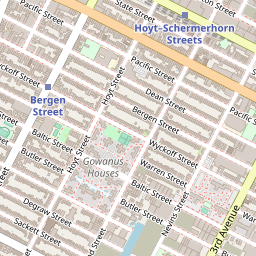 State Street
Hoyt–Schermerhorn
Streets
Pacific Street
Pacific Street
Wyckoff Street
Hoyt Street
Dean Street
Bergen
Street
Bergen Street
Baltic Street
Hoyt Street
Wyckoff Street
Butler Street
Gowanus
Houses
Warren Street
Baltic Street
Degraw Street
Butler Street
Nevins Street
Sackett Street
3rd Avenue